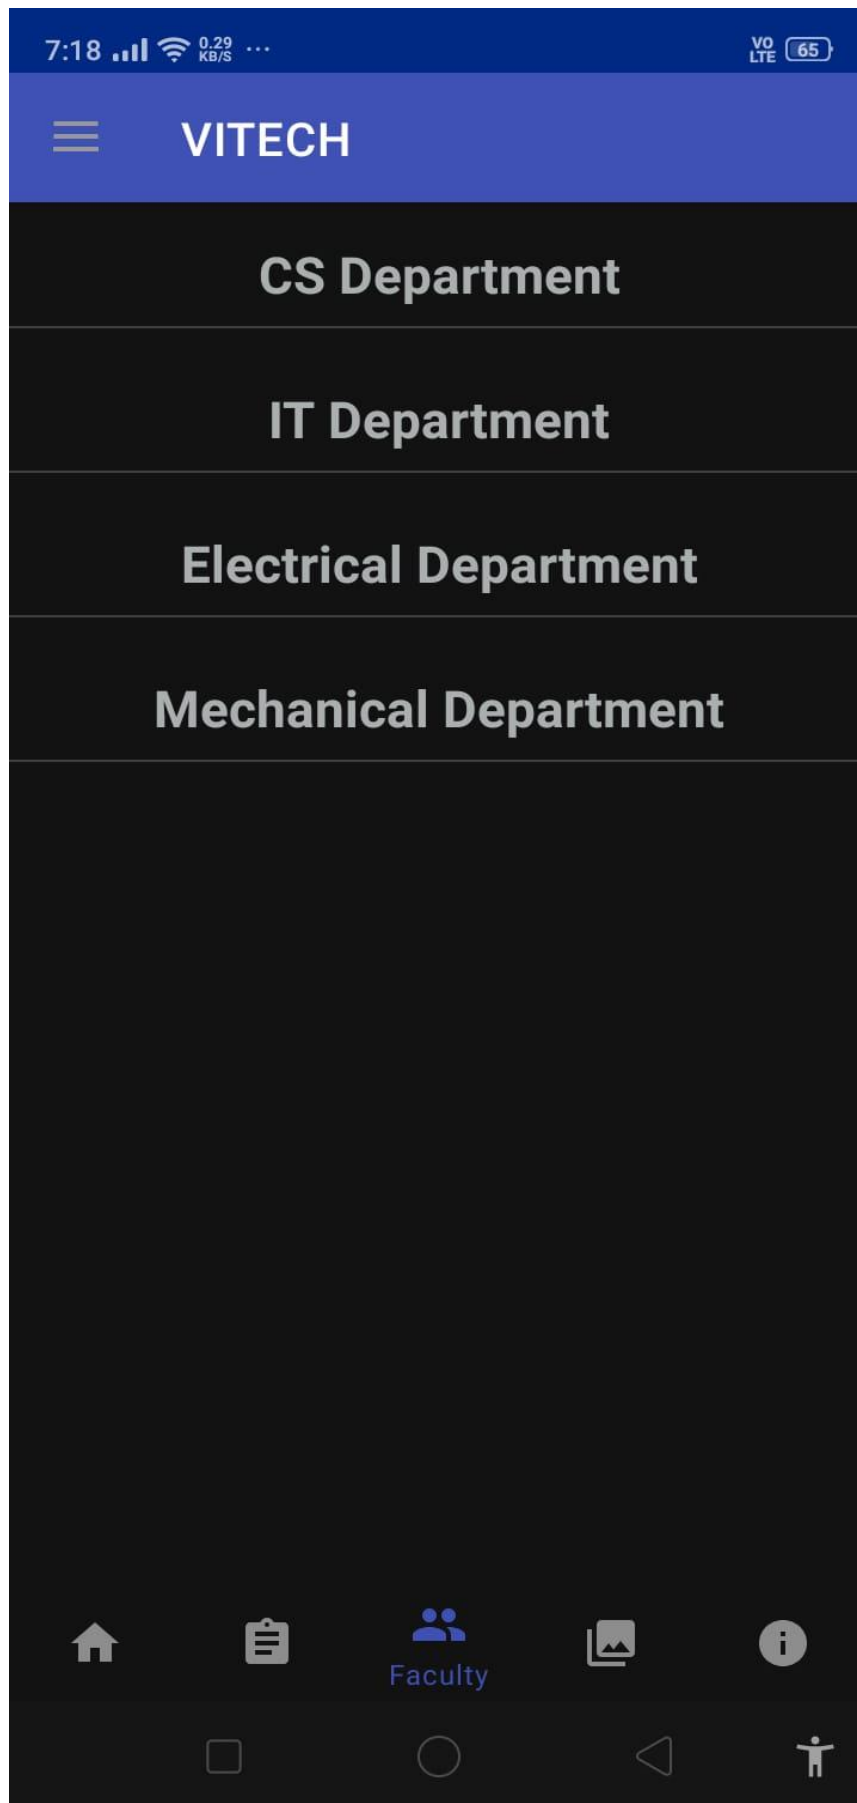 7:18 0.29 KB/S ... VO LTE 65
VITECH
CS Department
IT Department
Electrical Department
Mechanical Department
Faculty